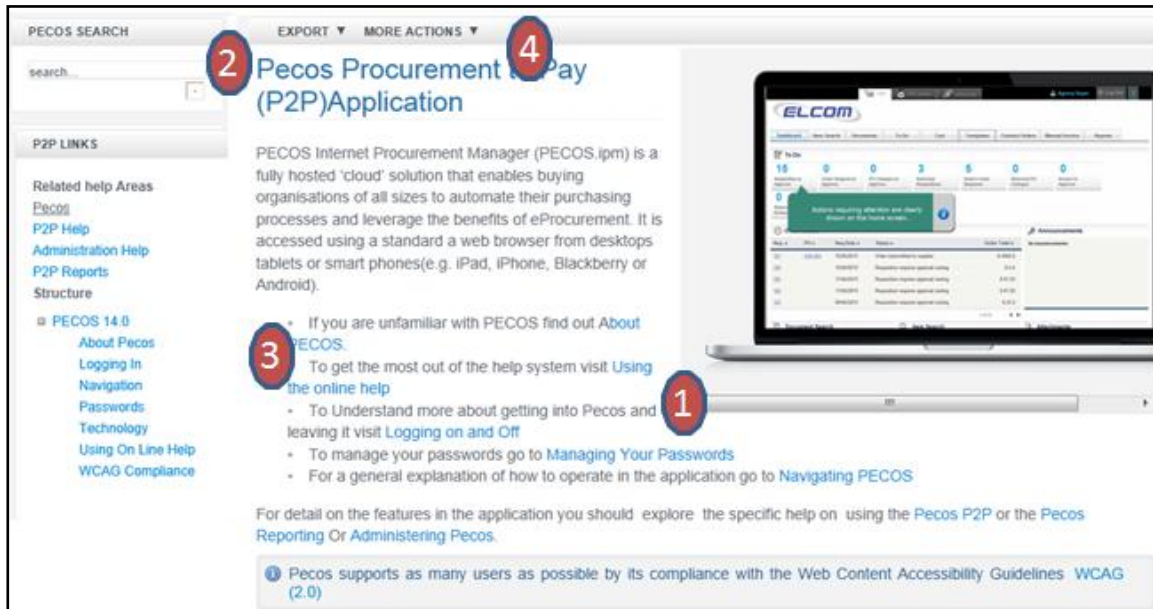 PECOS SEARCH
search...
P2P LINKS
Related help Areas
Pecos
P2P Help
Administration Help
P2P Reports
Structure
PECOS 14.0
About Pecos
Logging In
Navigation
Passwords
Technology
Using On Line Help
WCAG Compliance
EXPORT ▼ MORE ACTIONS ▼
4
2
Pecos Procurement t Pay
(P2P)Application
PECOS Internet Procurement Manager (PECOS.ipm) is a
fully hosted 'cloud' solution that enables buying
organisations of all sizes to automate their purchasing
processes and leverage the benefits of eProcurement. It is
accessed using a standard a web browser from desktops
tablets or smart phones(e.g. iPad, iPhone, Blackberry or
Android).
If you are unfamiliar with PECOS find out About
PECOS.
3
To get the most out of the help system visit Using
the online help
1
To Understand more about getting into Pecos and
leaving it visit Logging on and Off
To manage your passwords go to Managing Your Passwords
For a general explanation of how to operate in the application go to Navigating PECOS
For detail on the features in the application you should explore the specific help on using the Pecos P2P or the Pecos
Reporting Or Administering Pecos.
Pecos supports as many users as possible by its compliance with the Web Content Accessibility Guidelines WCAG
(2.0)
ELCOM
To Do
16 0 0 3 5 0 0
0
Actions requiring attention are clearly
shown on the home screen.
Announcements